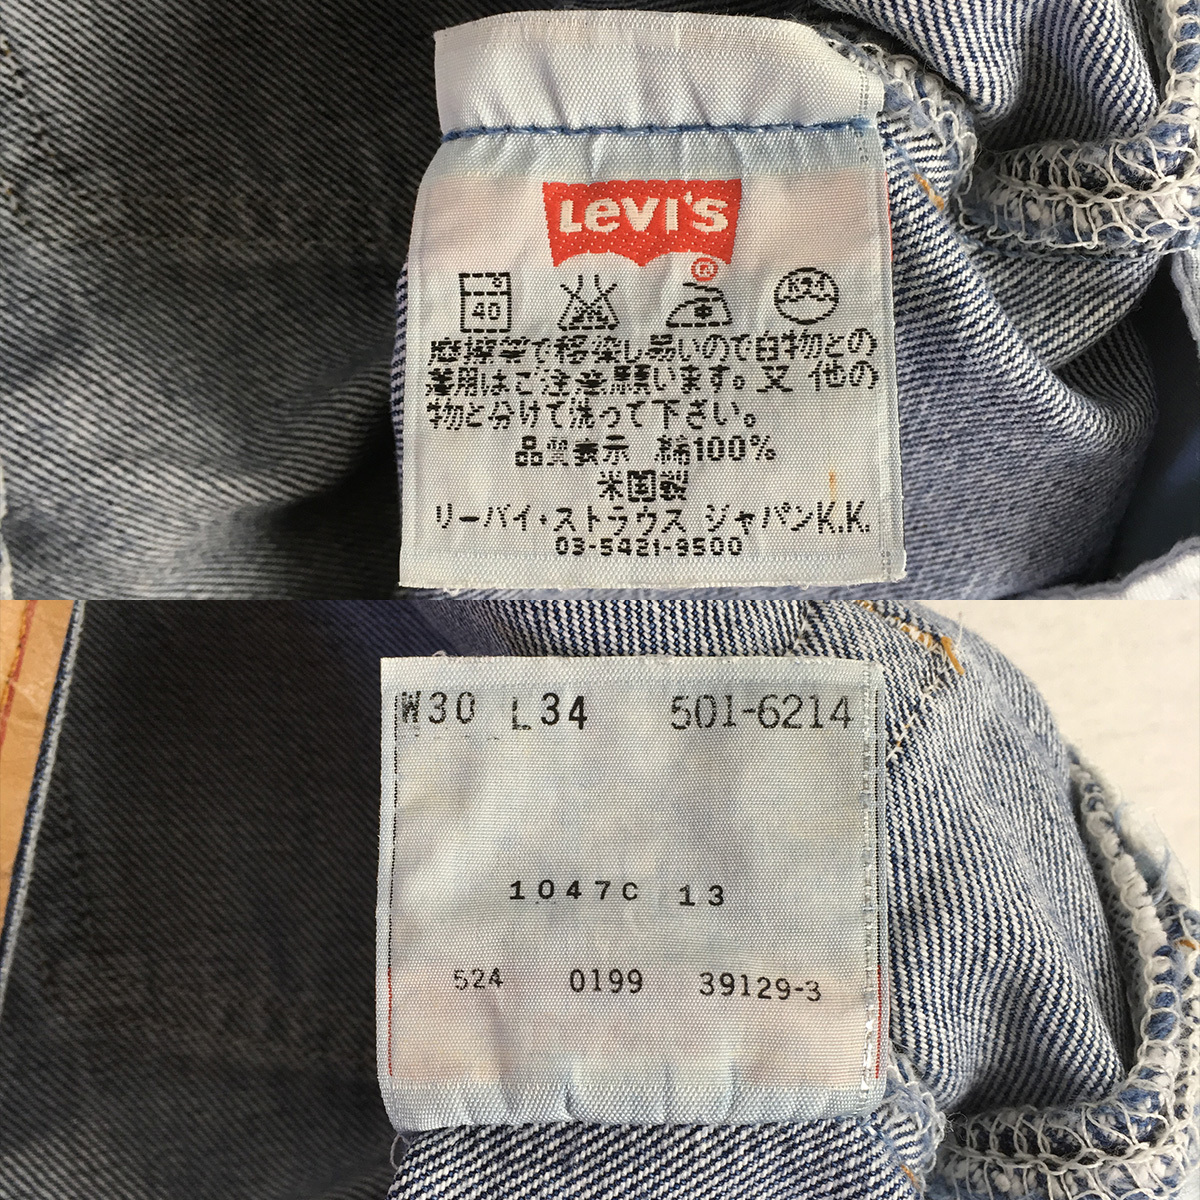 Levi's
®
40
摩擦等で移染し易いので白物との
着用はご注意願います。又 他の
物と分けて洗って下さい。
品質表示 綿100%
米国製
リーバイ・ストラウス ジャパンK.K.
03-5421-9500
W30 L34 501-6214
1047C 13
524 0199 39129-3